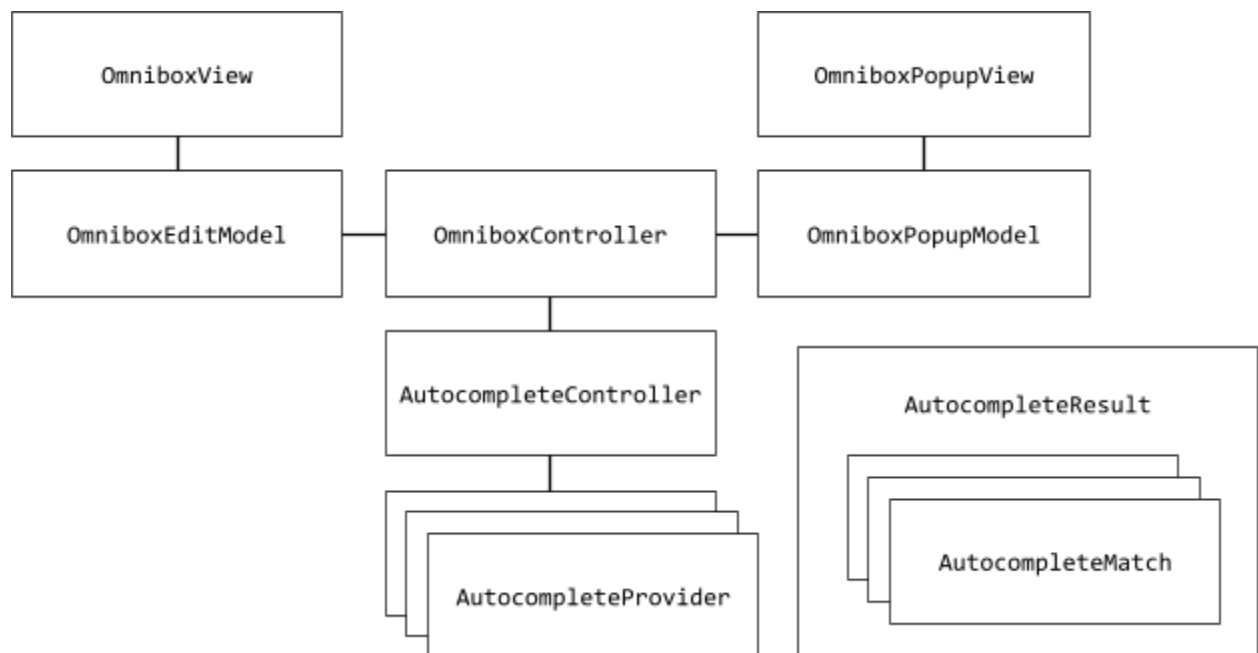 OmniboxView
OmniboxPopupView
OmniboxEditModel
OmniboxController
OmniboxPopupModel
AutocompleteController
AutocompleteResult
AutocompleteMatch
AutocompleteProvider